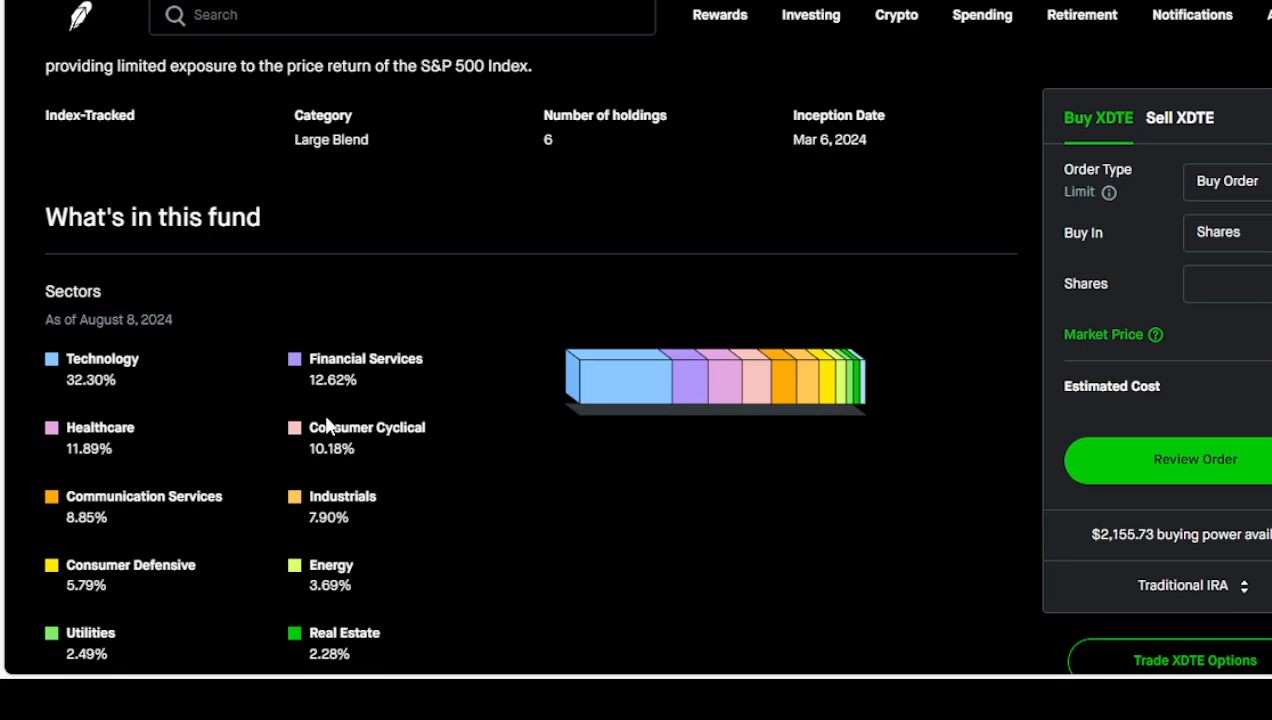 Search
Rewards
Investing
Crypto
Spending
Retirement
Notifications
providing limited exposure to the price return of the S&P 500 Index.
Index-Tracked
Category
Large Blend
Number of holdings
6
Inception Date
Mar 6, 2024
What's in this fund
Sectors
As of August 8, 2024
Technology
32.30%
Financial Services
12.62%
Healthcare
11.89%
Consumer Cyclical
10.18%
Communication Services
8.85%
Industrials
7.90%
Consumer Defensive
5.79%
Energy
3.69%
Utilities
2.49%
Real Estate
2.28%
Buy XDTE
Sell XDTE
Order Type
Limit
Buy Order
Buy In
Shares
Shares
Market Price
Estimated Cost
Review Order
$2,155.73 buying power avail
Traditional IRA
Trade XDTE Options